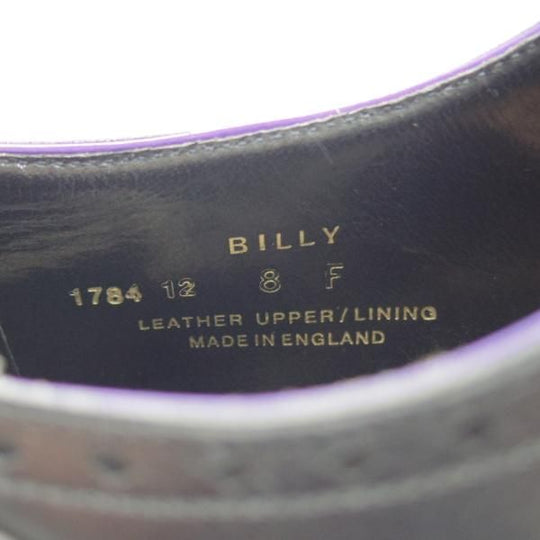 BILLY
1784 12 8 F
LEATHER UPPER/LINING
MADE IN ENGLAND